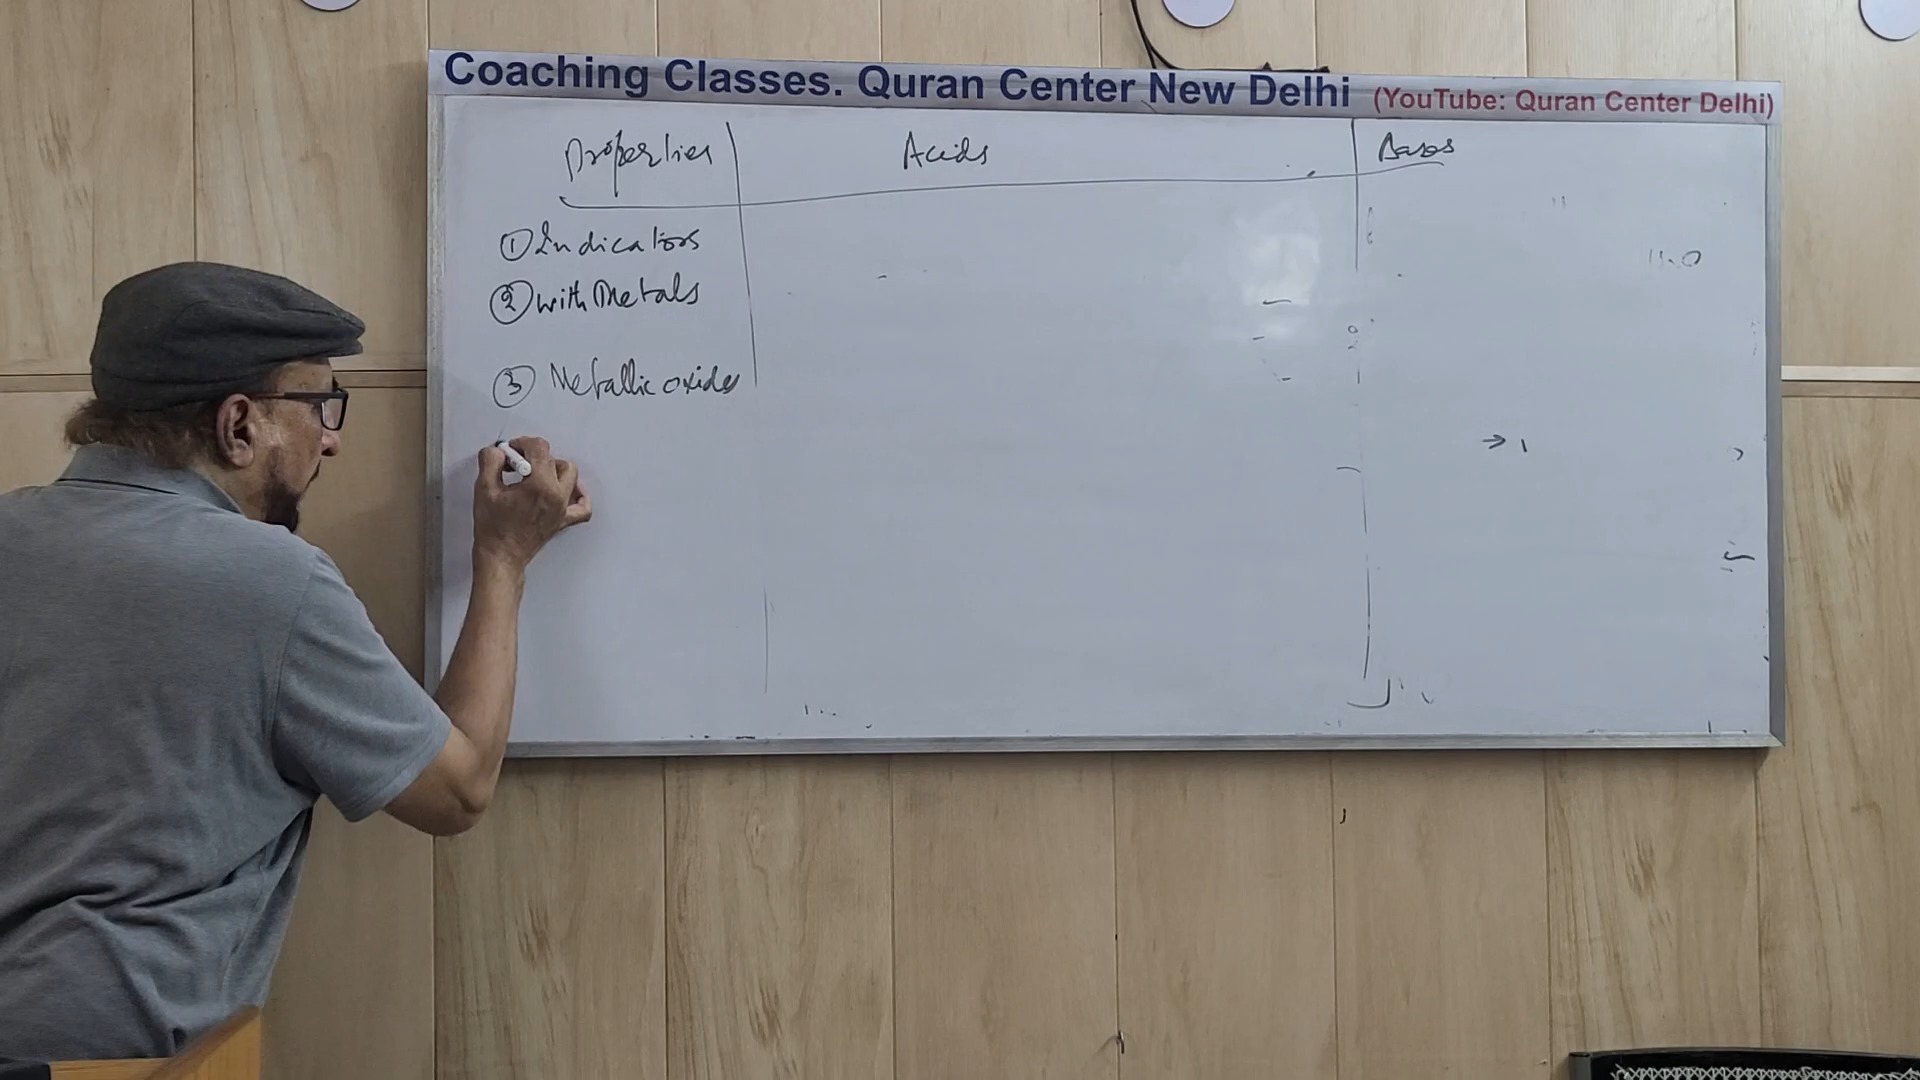 Coaching Classes. Quran Center New Delhi (YouTube: Quran Center Delhi)
Properties Acids Bases
① Indicators
② with Metals
③ Metallic oxides